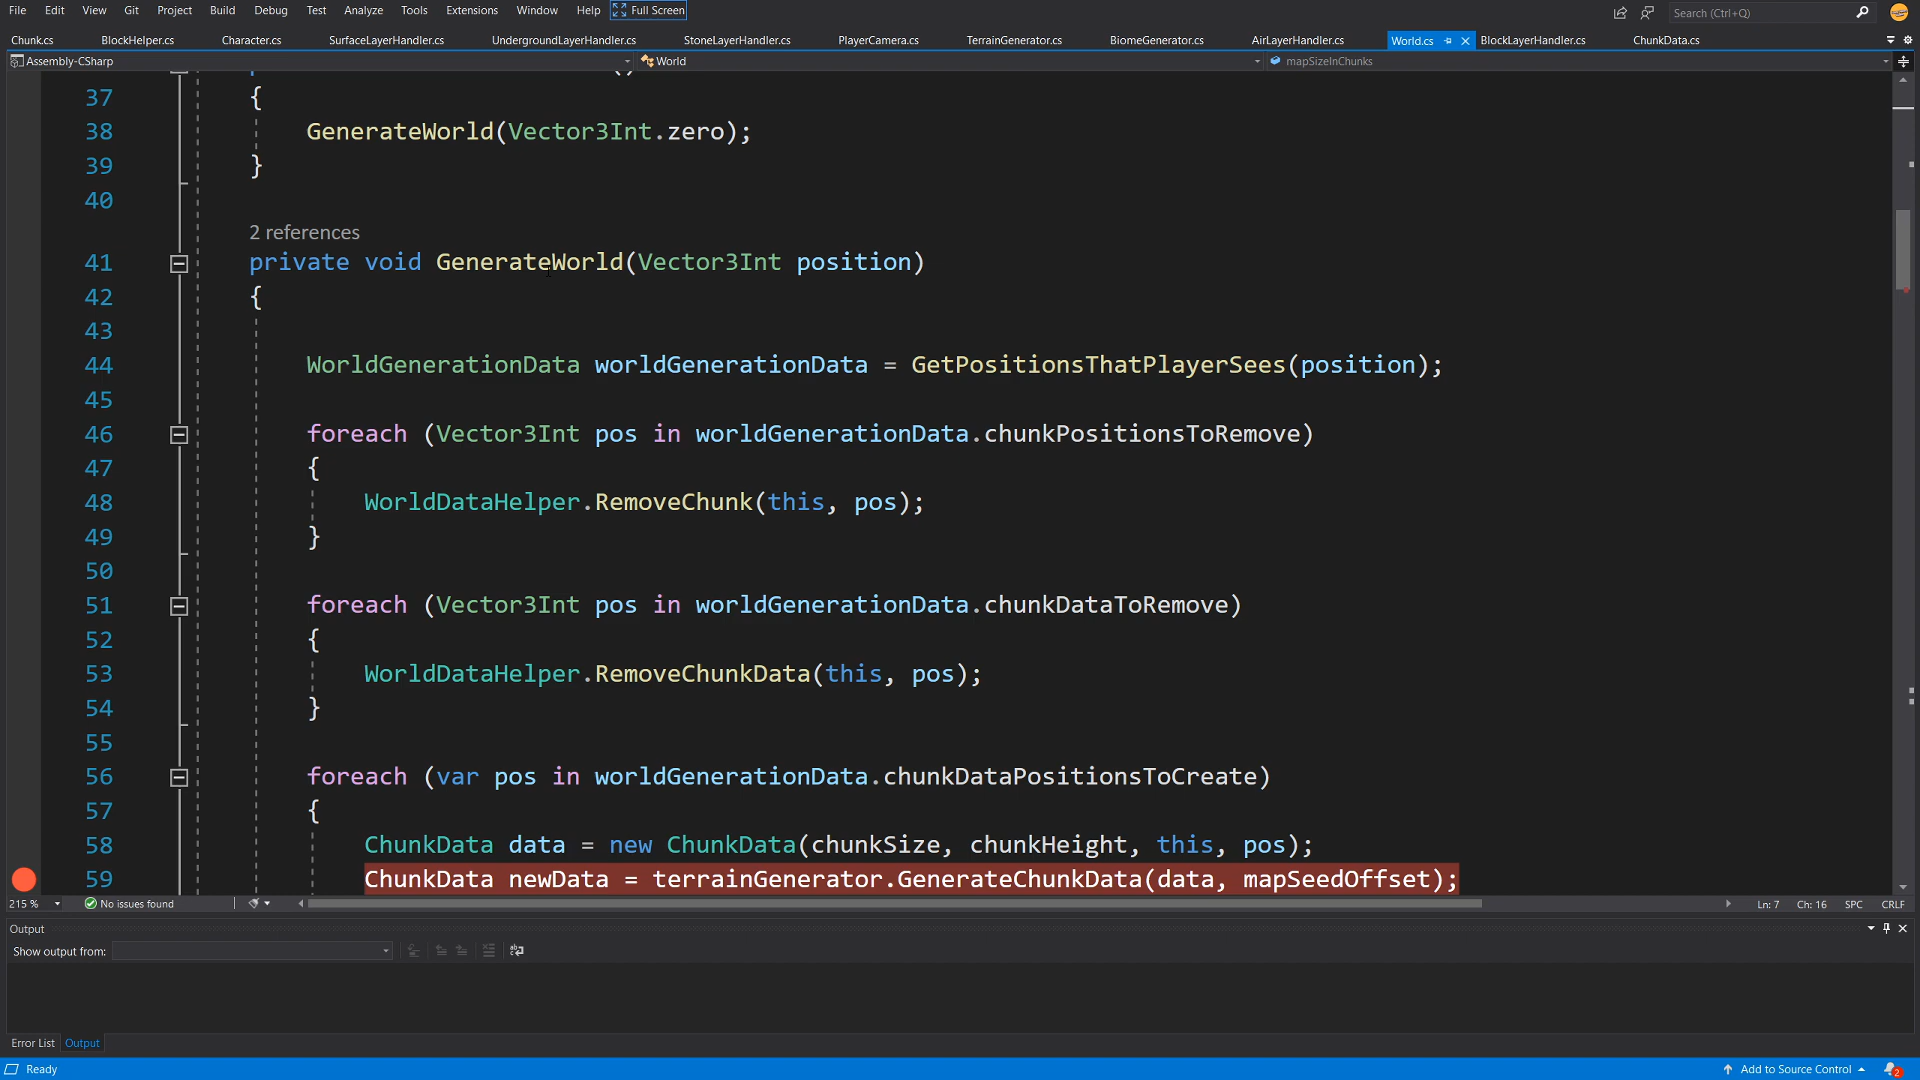 File Edit View Git Project Build Debug Test Analyze Tools Extensions Window Help Full Screen Search (Ctrl+Q)
Chunk.cs BlockHelper.cs Character.cs SurfaceLayerHandler.cs UndergroundLayerHandler.cs StoneLayerHandler.cs PlayerCamera.cs TerrainGenerator.cs BiomeGenerator.cs AirLayerHandler.cs World.cs BlockLayerHandler.cs ChunkData.cs
Assembly-CSharp World mapSizeInChunks
37 {
38 GenerateWorld(Vector3Int.zero);
39 }
40
2 references
41 private void GenerateWorld(Vector3Int position)
42 {
43
44 WorldGenerationData worldGenerationData = GetPositionsThatPlayerSees(position);
45
46 foreach (Vector3Int pos in worldGenerationData.chunkPositionsToRemove)
47 {
48 WorldDataHelper.RemoveChunk(this, pos);
49 }
50
51 foreach (Vector3Int pos in worldGenerationData.chunkDataToRemove)
52 {
53 WorldDataHelper.RemoveChunkData(this, pos);
54 }
55
56 foreach (var pos in worldGenerationData.chunkDataPositionsToCreate)
57 {
58 ChunkData data = new ChunkData(chunkSize, chunkHeight, this, pos);
59 ChunkData newData = terrainGenerator.GenerateChunkData(data, mapSeedOffset);
215 % No issues found Ln: 7 Ch: 16 SPC CRLF
Output
Show output from:
Error List Output
Ready Add to Source Control 2